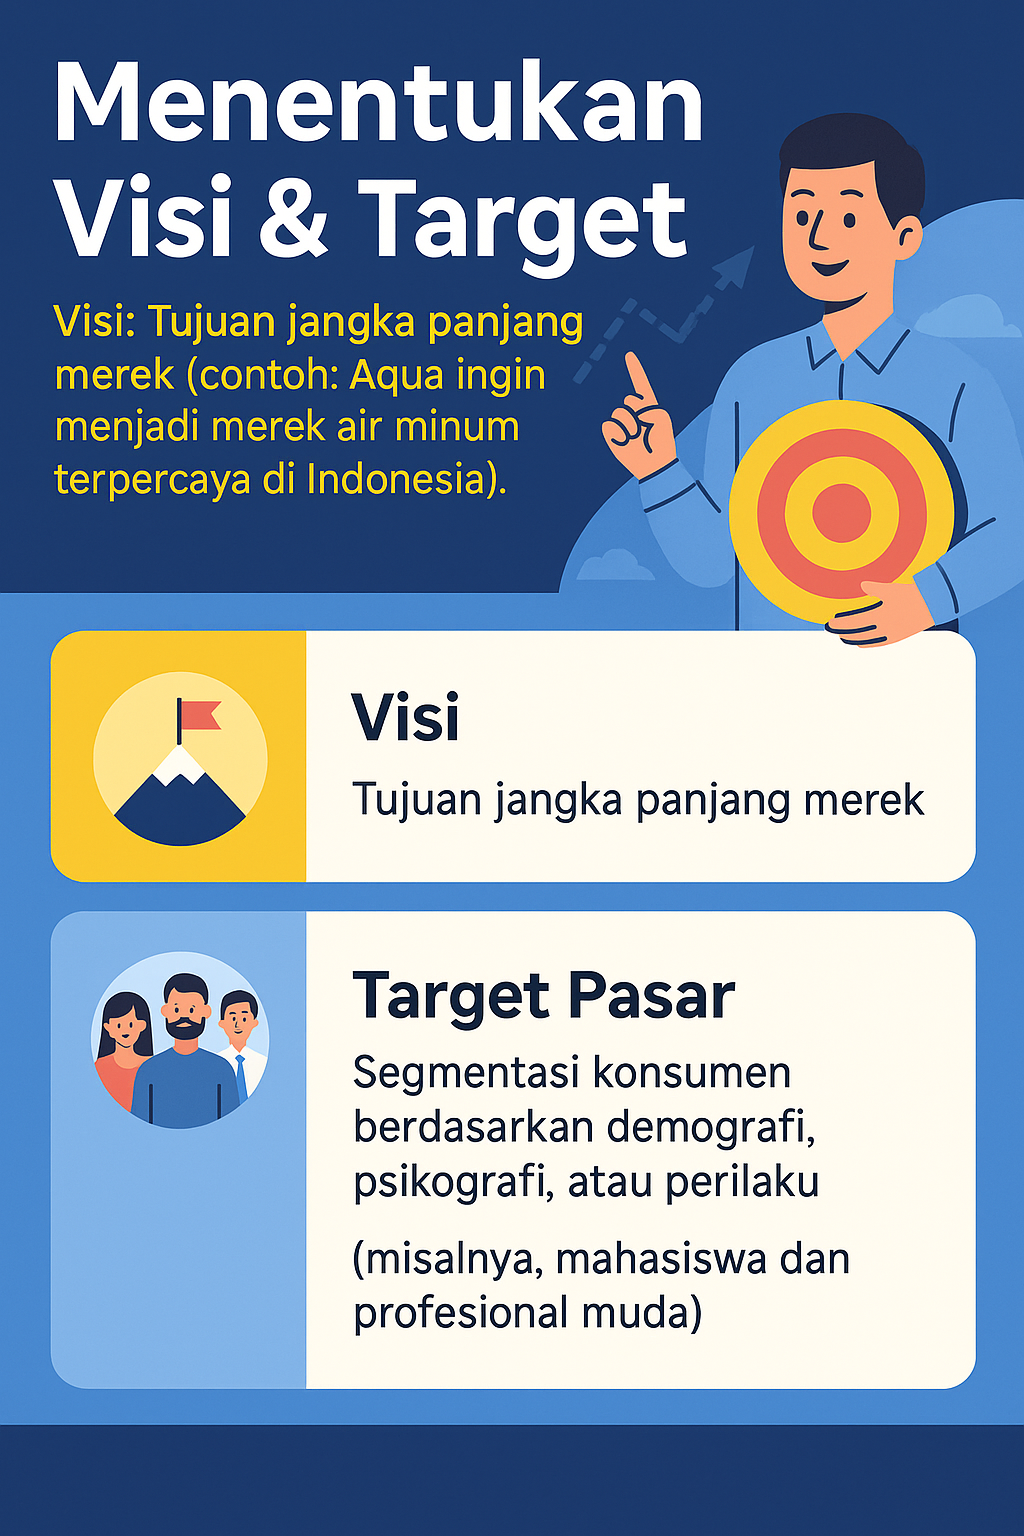 Menentukan
Visi & Target
Visi: Tujuan jangka panjang
merek (contoh: Aqua ingin
menjadi merek air minum
terpercaya di Indonesia).
Visi
Tujuan jangka panjang merek
Target Pasar
Segmentasi konsumen
berdasarkan demografi,
psikografi, atau perilaku
(misalnya, mahasiswa dan
profesional muda)